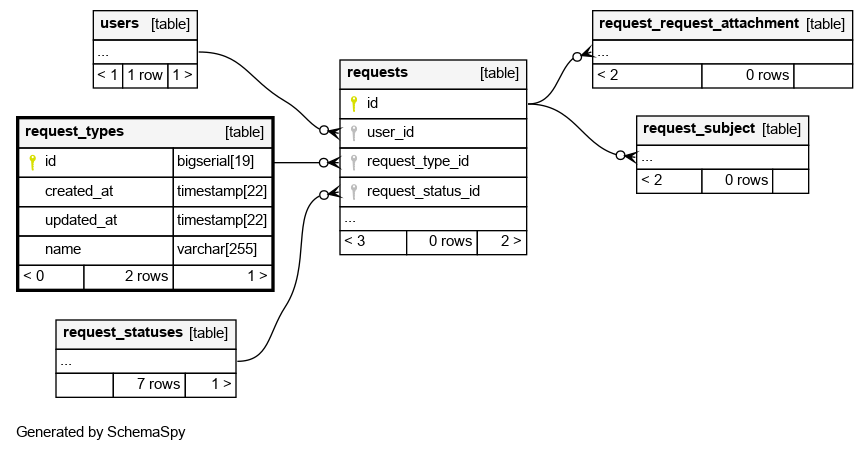 users [table]
...
< 1 1 row 1 >
request_types [table]
id bigserial[19]
created_at timestamp[22]
updated_at timestamp[22]
name varchar[255]
< 0 2 rows 1 >
request_statuses [table]
...
7 rows 1 >
requests [table]
id
user_id
request_type_id
request_status_id
...
< 3 0 rows 2 >
request_request_attachment [table]
...
< 2 0 rows
request_subject [table]
...
< 2 0 rows
Generated by SchemaSpy